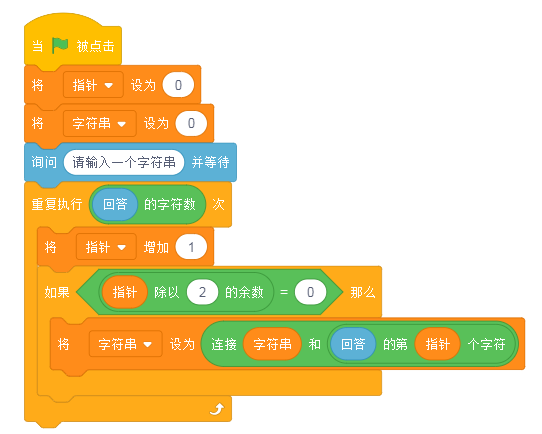 当 被点击
将 指针 设为 0
将 字符串 设为 0
询问 请输入一个字符串 并等待
重复执行 回答 的字符数 次
将 指针 增加 1
如果 指针 除以 2 的余数 = 0 那么
将 字符串 设为 连接 字符串 和 回答 的第 指针 个字符